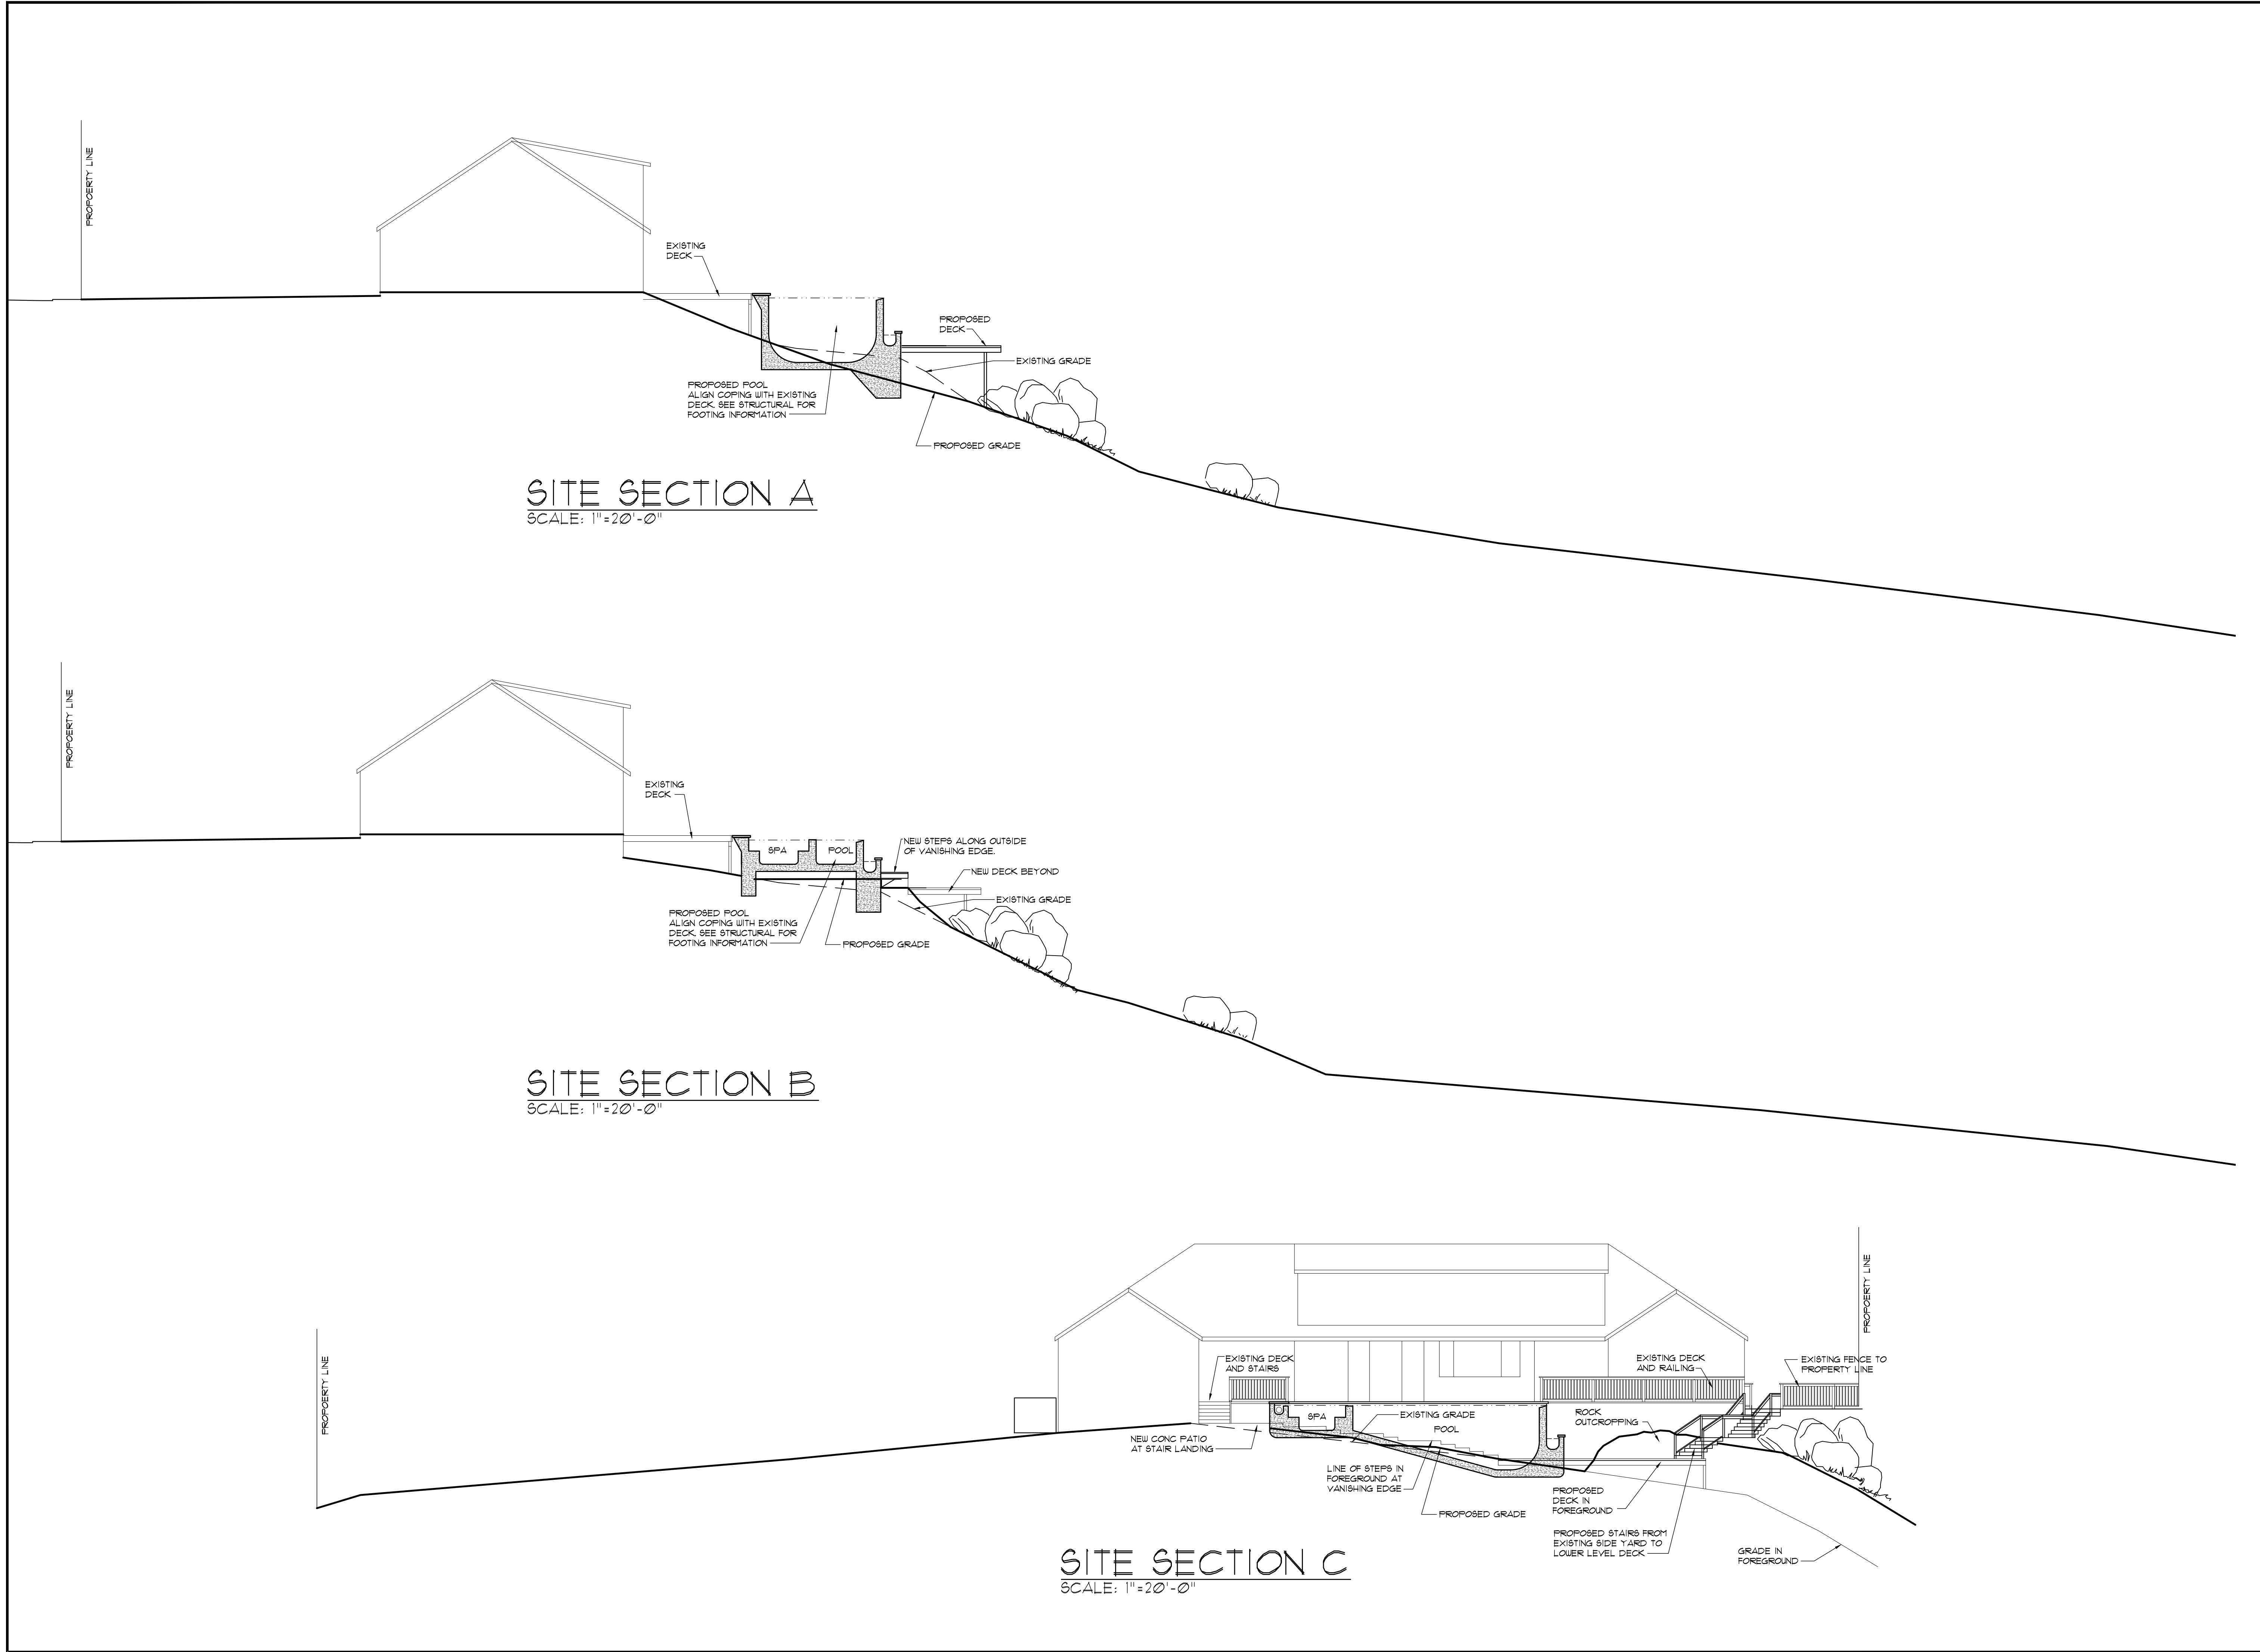 PROPOERTY LINE
EXISTING
DECK
PROPOSED
DECK
EXISTING GRADE
PROPOSED POOL
ALIGN COPING WITH EXISTING
DECK. SEE STRUCTURAL FOR
FOOTING INFORMATION
PROPOSED GRADE
SITE SECTION A
SCALE: 1"=20'-0"
PROPOERTY LINE
EXISTING
DECK
SPA
POOL
NEW STEPS ALONG OUTSIDE
OF VANISHING EDGE.
NEW DECK BEYOND
EXISTING GRADE
PROPOSED POOL
ALIGN COPING WITH EXISTING
DECK. SEE STRUCTURAL FOR
FOOTING INFORMATION
PROPOSED GRADE
SITE SECTION B
SCALE: 1"=20'-0"
PROPOERTY LINE
PROPOERTY LINE
EXISTING DECK
AND STAIRS
EXISTING DECK
AND RAILING
EXISTING FENCE TO
PROPERTY LINE
SPA
EXISTING GRADE
POOL
ROCK
OUTCROPPING
NEW CONC PATIO
AT STAIR LANDING
LINE OF STEPS IN
FOREGROUND AT
VANISHING EDGE
PROPOSED GRADE
PROPOSED
DECK IN
FOREGROUND
PROPOSED STAIRS FROM
EXISTING SIDE YARD TO
LOWER LEVEL DECK
GRADE IN
FOREGROUND
SITE SECTION C
SCALE: 1"=20'-0"